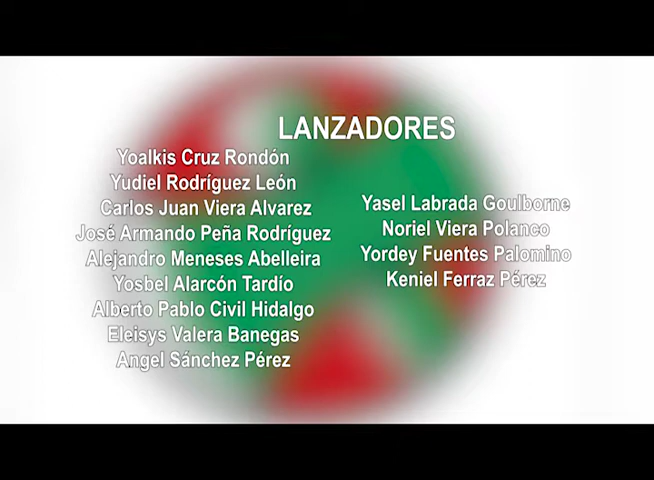 LANZADORES
Yoalkis Cruz Rondón
Yudiel Rodríguez León
Carlos Juan Viera Alvarez
José Armando Peña Rodríguez
Alejandro Meneses Abelleira
Yosbel Alarcón Tardío
Alberto Pablo Civil Hidalgo
Eleisys Valera Banegas
Angel Sánchez Pérez
Yasel Labrada Goulborne
Noriel Viera Polanco
Yordey Fuentes Palomino
Keniel Ferraz Pérez